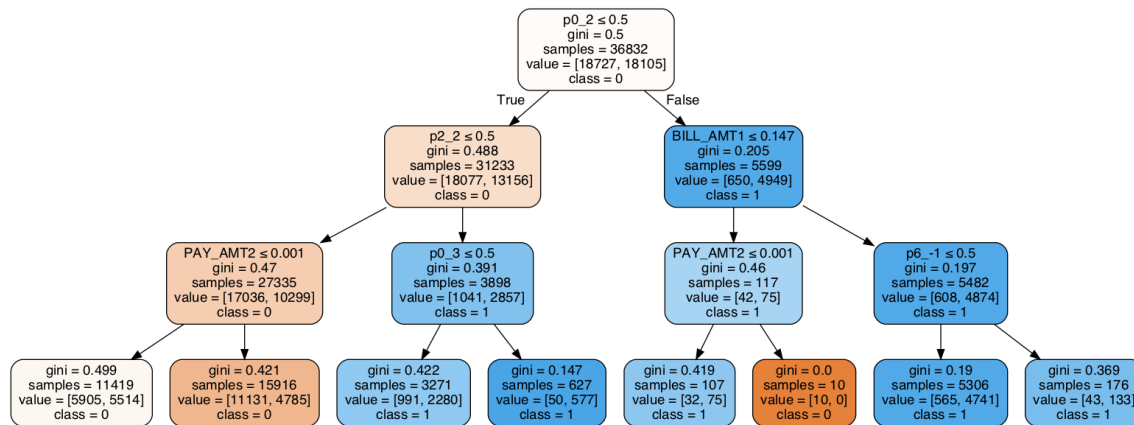 p0_2 ≤ 0.5
gini = 0.5
samples = 36832
value = [18727, 18105]
class = 0
True
False
p2_2 ≤ 0.5
gini = 0.488
samples = 31233
value = [18077, 13156]
class = 0
BILL_AMT1 ≤ 0.147
gini = 0.205
samples = 5599
value = [650, 4949]
class = 1
PAY_AMT2 ≤ 0.001
gini = 0.47
samples = 27335
value = [17036, 10299]
class = 0
p0_3 ≤ 0.5
gini = 0.391
samples = 3898
value = [1041, 2857]
class = 1
PAY_AMT2 ≤ 0.001
gini = 0.46
samples = 117
value = [42, 75]
class = 1
p6_-1 ≤ 0.5
gini = 0.197
samples = 5482
value = [608, 4874]
class = 1
gini = 0.499
samples = 11419
value = [5905, 5514]
class = 0
gini = 0.421
samples = 15916
value = [11131, 4785]
class = 0
gini = 0.422
samples = 3271
value = [991, 2280]
class = 1
gini = 0.147
samples = 627
value = [50, 577]
class = 1
gini = 0.419
samples = 107
value = [32, 75]
class = 1
gini = 0.0
samples = 10
value = [10, 0]
class = 0
gini = 0.19
samples = 5306
value = [565, 4741]
class = 1
gini = 0.369
samples = 176
value = [43, 133]
class = 1